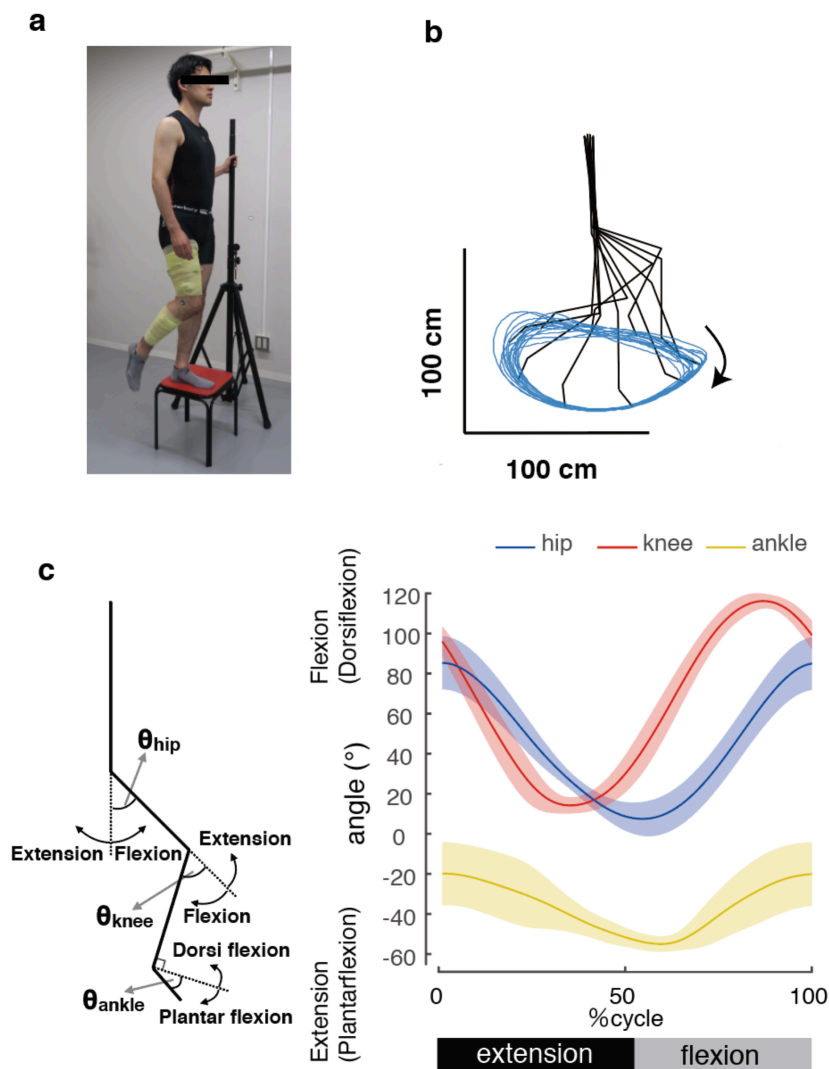 a
b
100 cm
100 cm
c
θhip
Extension Flexion
Extension
θknee
Flexion
Dorsi flexion
θankle
Plantar flexion
hip knee ankle
Flexion
(Dorsiflexion)
angle (°)
Extension
(Plantarflexion)
120
100
80
60
40
20
0
-20
-40
-60
0 50 100
%cycle
extension flexion